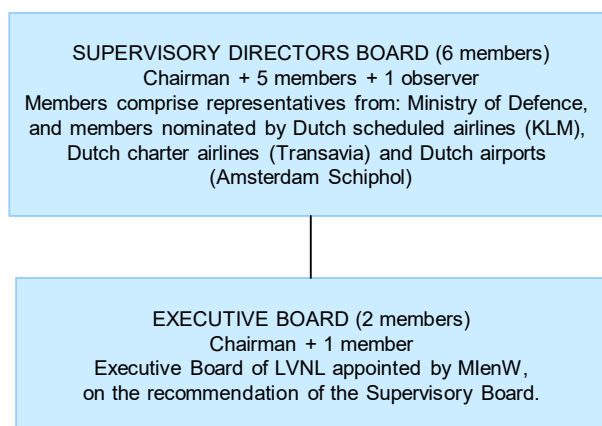 SUPERVISORY DIRECTORS BOARD (6 members)
Chairman + 5 members + 1 observer
Members comprise representatives from: Ministry of Defence,
and members nominated by Dutch scheduled airlines (KLM),
Dutch charter airlines (Transavia) and Dutch airports
(Amsterdam Schiphol)
EXECUTIVE BOARD (2 members)
Chairman + 1 member
Executive Board of LVNL appointed by MIenW,
on the recommendation of the Supervisory Board.